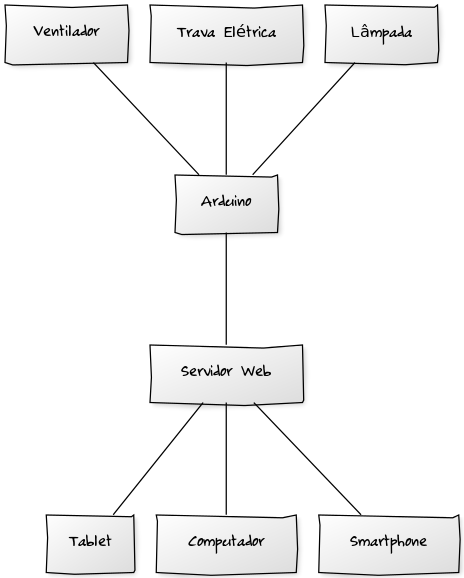 Ventilador
Trava Elétrica
Lâmpada
Arduino
Servidor Web
Tablet
Computador
Smartphone